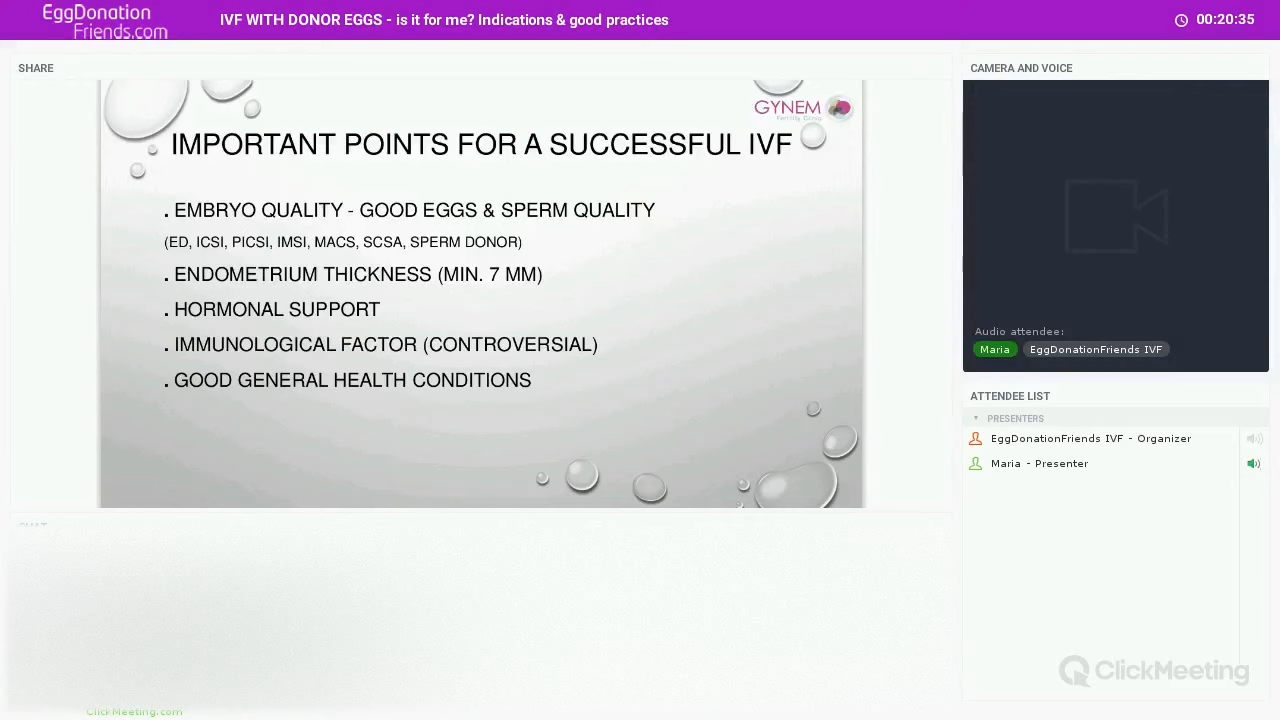 EggDonation
Friends.com
IVF WITH DONOR EGGS - is it for me? Indications & good practices
00:20:35
SHARE
GYNEM
Fertility Clinic
IMPORTANT POINTS FOR A SUCCESSFUL IVF
. EMBRYO QUALITY - GOOD EGGS & SPERM QUALITY
(ED, ICSI, PICSI, IMSI, MACS, SCSA, SPERM DONOR)
. ENDOMETRIUM THICKNESS (MIN. 7 MM)
. HORMONAL SUPPORT
. IMMUNOLOGICAL FACTOR (CONTROVERSIAL)
. GOOD GENERAL HEALTH CONDITIONS
CAMERA AND VOICE
Audio attendee:
Maria EggDonationFriends IVF
ATTENDEE LIST
PRESENTERS
EggDonationFriends IVF - Organizer
Maria - Presenter
ClickMeeting
ClickMeeting.com